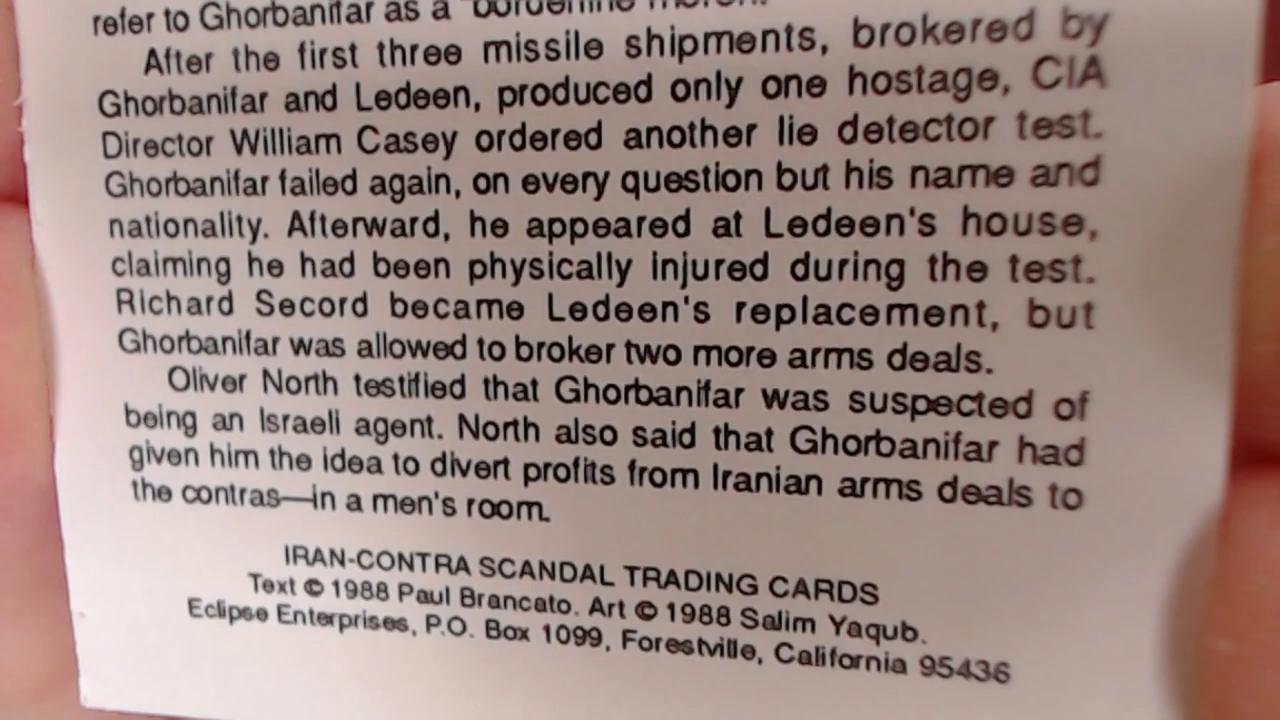 refer to Ghorbanifar as a "borderline moron."
After the first three missile shipments, brokered by
Ghorbanifar and Ledeen, produced only one hostage, CIA
Director William Casey ordered another lie detector test.
Ghorbanifar failed again, on every question but his name and
nationality. Afterward, he appeared at Ledeen's house,
claiming he had been physically injured during the test.
Richard Secord became Ledeen's replacement, but
Ghorbanifar was allowed to broker two more arms deals.
Oliver North testified that Ghorbanifar was suspected of
being an Israeli agent. North also said that Ghorbanifar had
given him the idea to divert profits from Iranian arms deals to
the contras—in a men's room.
IRAN-CONTRA SCANDAL TRADING CARDS
Text © 1988 Paul Brancato. Art © 1988 Salim Yaqub.
Eclipse Enterprises, P.O. Box 1099, Forestville, California 95436